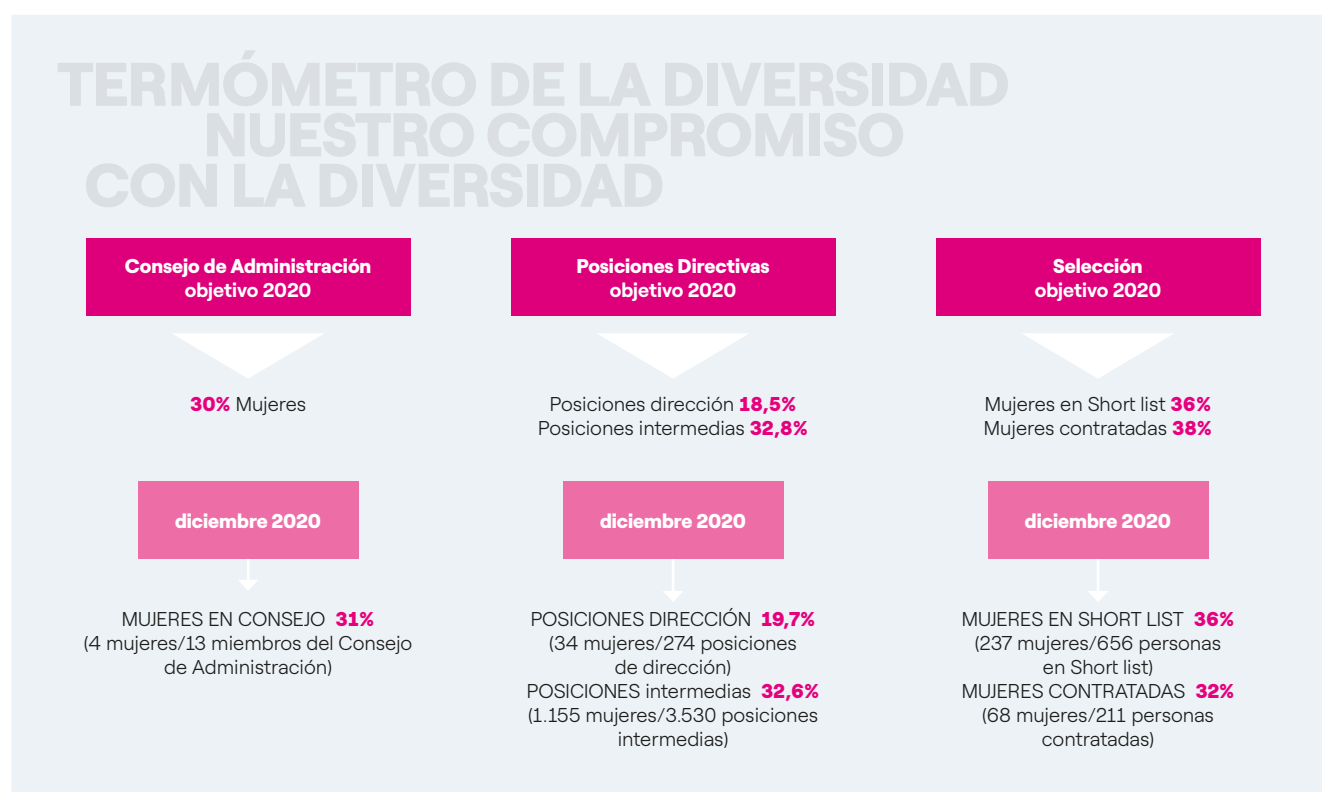 TERMÓMETRO DE LA DIVERSIDAD
NUESTRO COMPROMISO
CON LA DIVERSIDAD
Consejo de Administración
objetivo 2020
30% Mujeres
diciembre 2020
MUJERES EN CONSEJO 31%
(4 mujeres/13 miembros del Consejo
de Administración)
Posiciones Directivas
objetivo 2020
Posiciones dirección 18,5%
Posiciones intermedias 32,8%
diciembre 2020
POSICIONES DIRECCIÓN 19,7%
(34 mujeres/274 posiciones
de dirección)
POSICIONES intermedias 32,6%
(1.155 mujeres/3.530 posiciones
intermedias)
Selección
objetivo 2020
Mujeres en Short list 36%
Mujeres contratadas 38%
diciembre 2020
MUJERES EN SHORT LIST 36%
(237 mujeres/656 personas
en Short list)
MUJERES CONTRATADAS 32%
(68 mujeres/211 personas
contratadas)